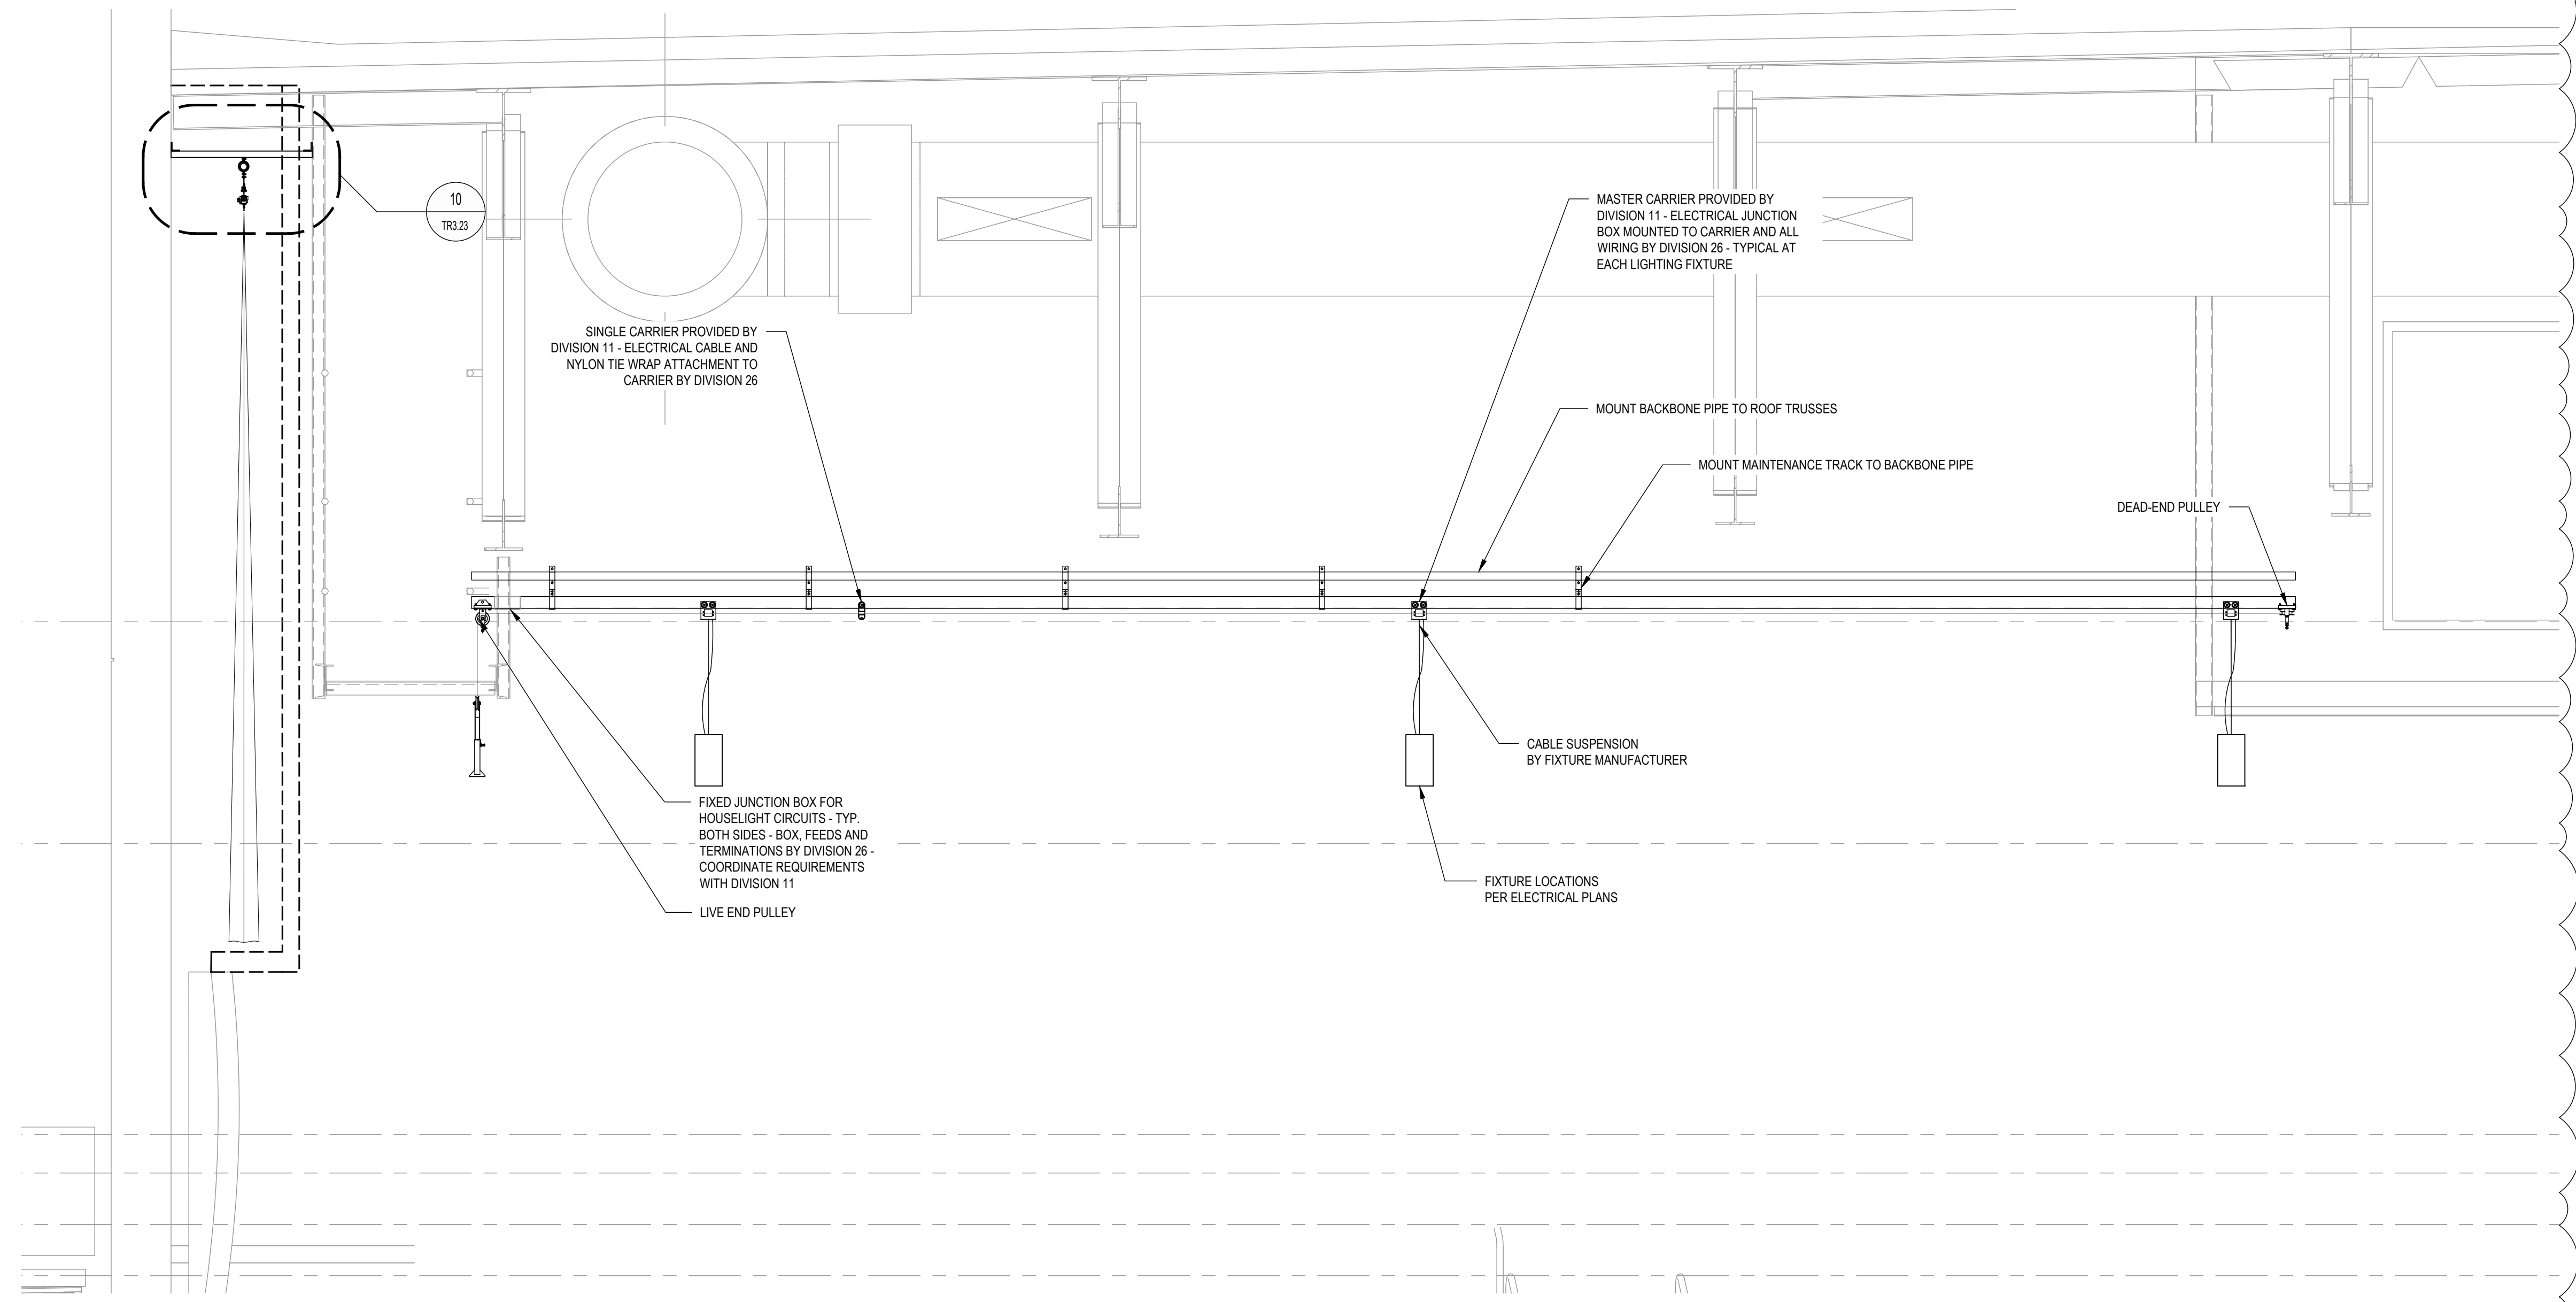 10
TR3.23
MASTER CARRIER PROVIDED BY
DIVISION 11 - ELECTRICAL JUNCTION
BOX MOUNTED TO CARRIER AND ALL
WIRING BY DIVISION 26 - TYPICAL AT
EACH LIGHTING FIXTURE
SINGLE CARRIER PROVIDED BY
DIVISION 11 - ELECTRICAL CABLE AND
NYLON TIE WRAP ATTACHMENT TO
CARRIER BY DIVISION 26
MOUNT BACKBONE PIPE TO ROOF TRUSSES
MOUNT MAINTENANCE TRACK TO BACKBONE PIPE
DEAD-END PULLEY
CABLE SUSPENSION
BY FIXTURE MANUFACTURER
FIXED JUNCTION BOX FOR
HOUSELIGHT CIRCUITS - TYP.
BOTH SIDES - BOX, FEEDS AND
TERMINATIONS BY DIVISION 26 -
COORDINATE REQUIREMENTS
WITH DIVISION 11
FIXTURE LOCATIONS
PER ELECTRICAL PLANS
LIVE END PULLEY